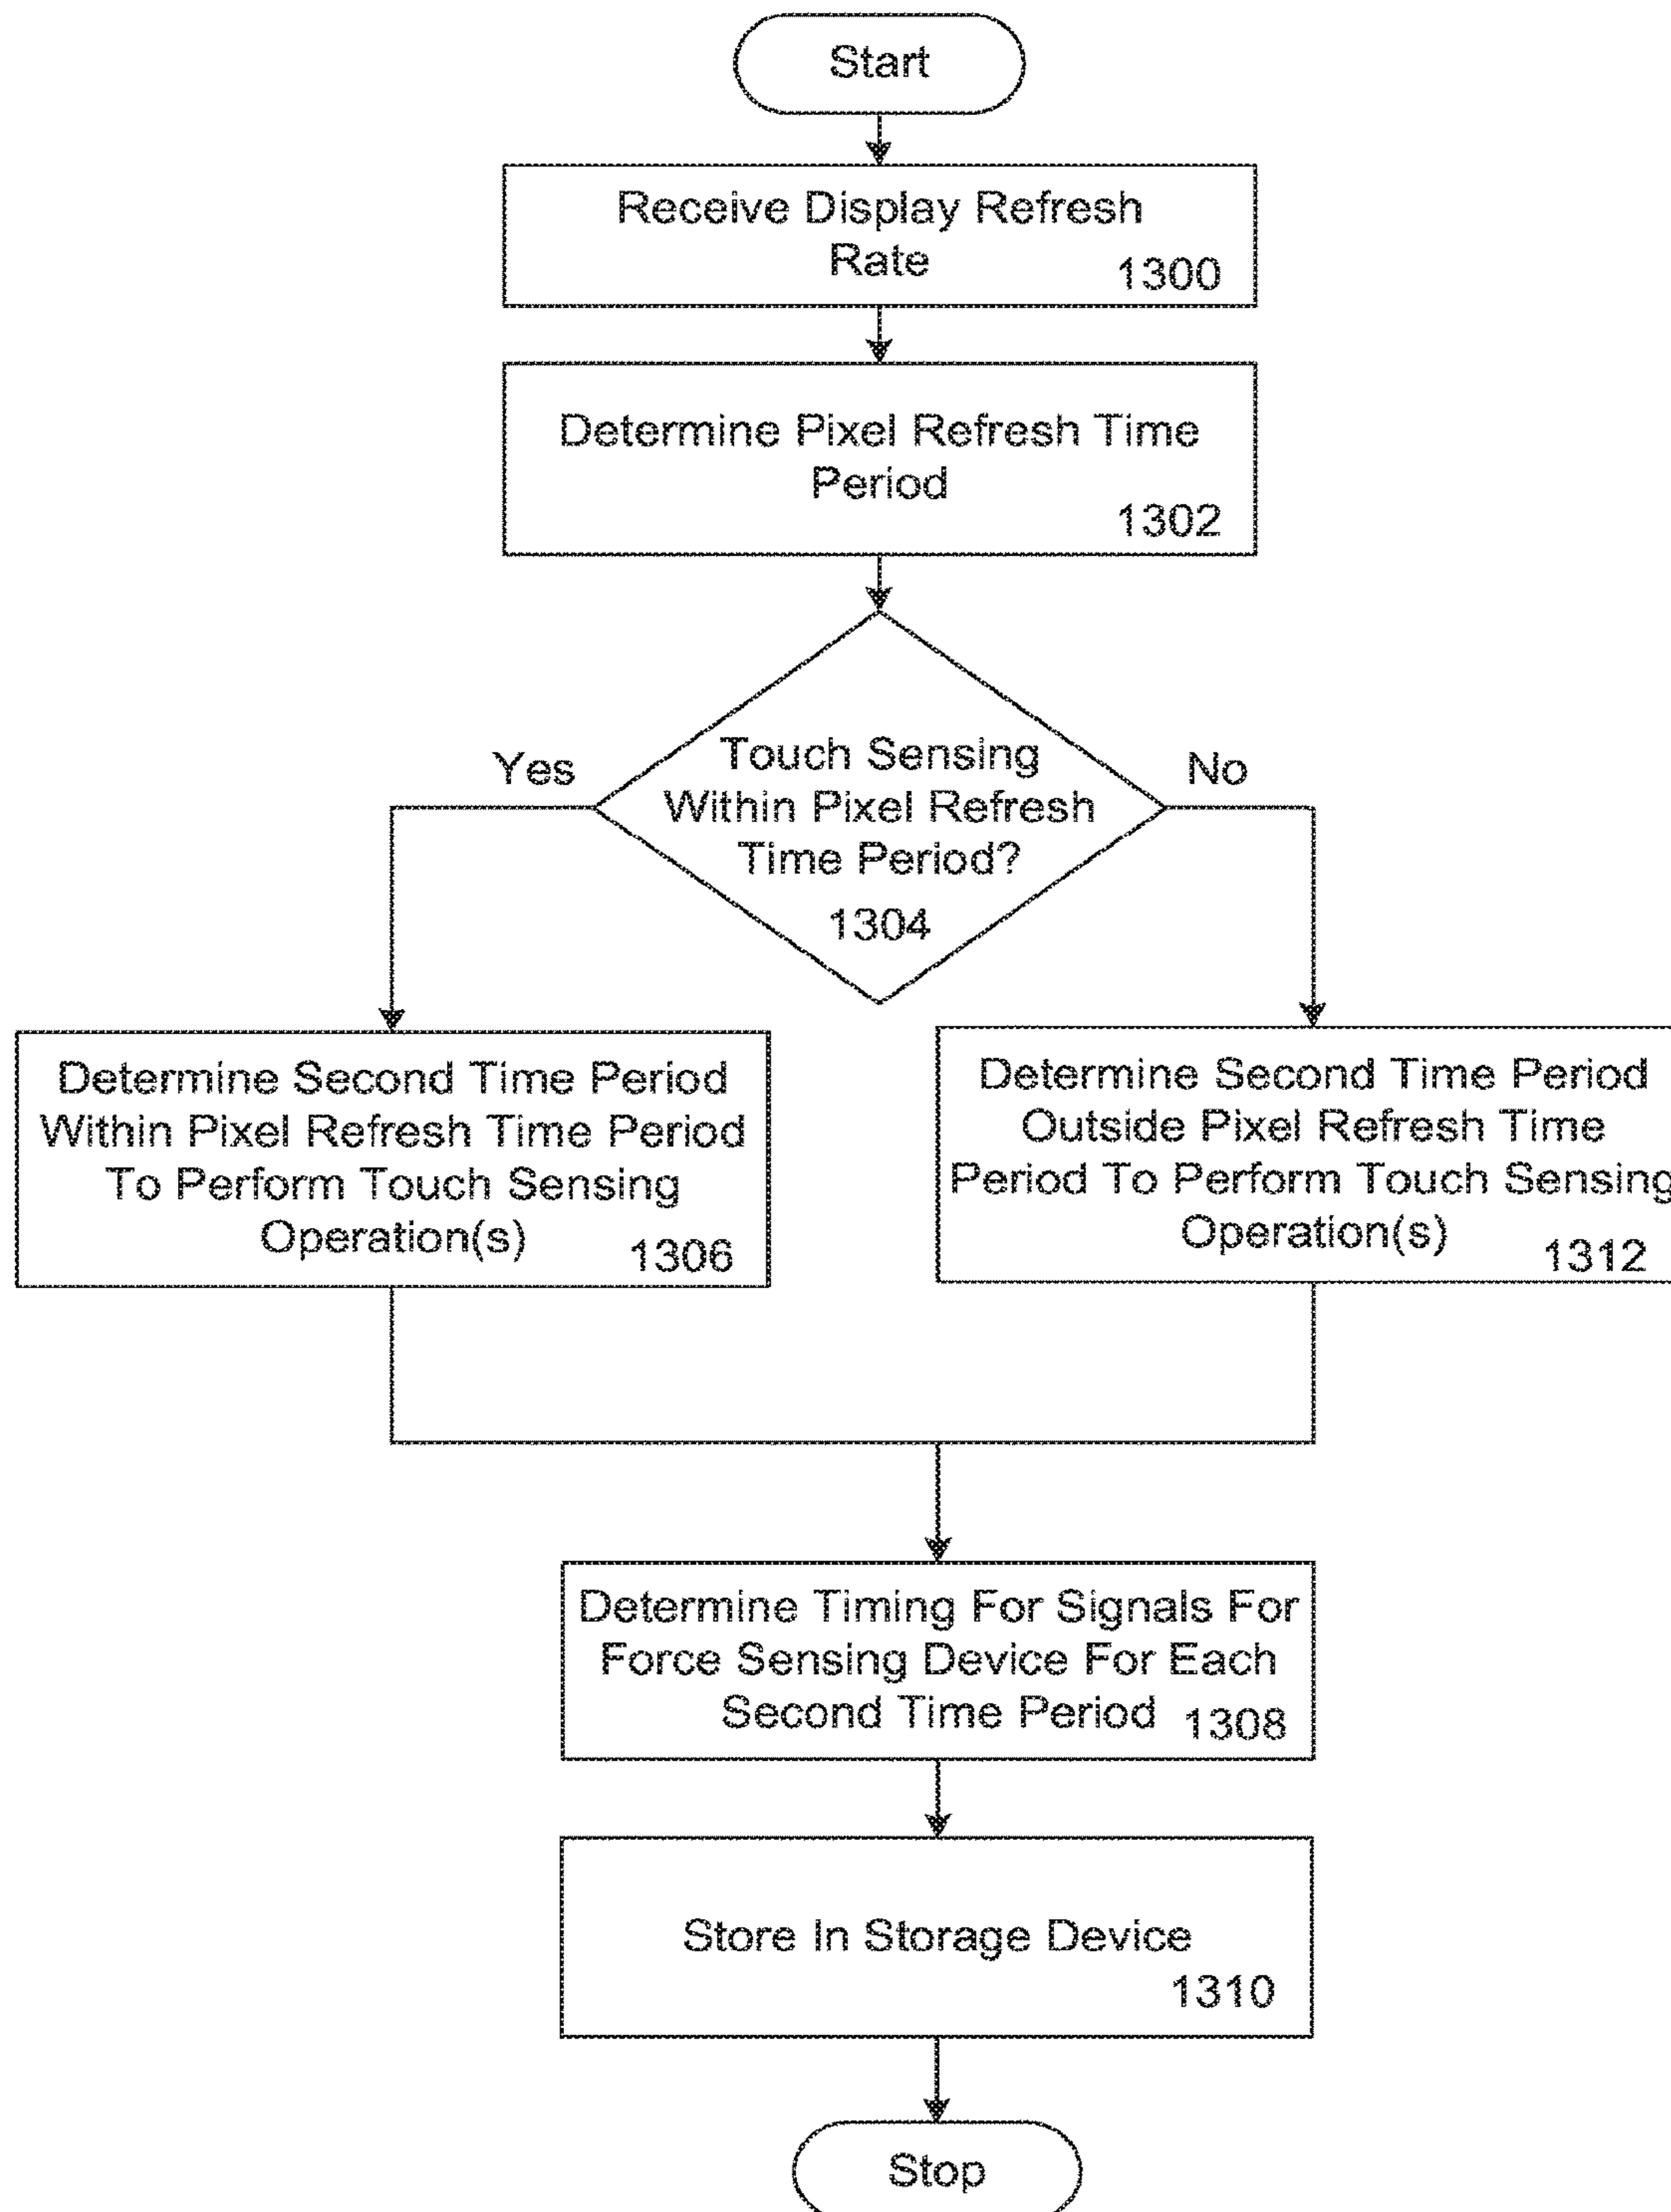 Start
Receive Display Refresh
Rate
1300
Determine Pixel Refresh Time
Period
1302
Touch Sensing
Within Pixel Refresh
Time Period?
1304
Yes
No
Determine Second Time Period
Within Pixel Refresh Time Period
To Perform Touch Sensing
Operation(s)
1306
Determine Second Time Period
Outside Pixel Refresh Time
Period To Perform Touch Sensing
Operation(s)
1312
Determine Timing For Signals For
Force Sensing Device For Each
Second Time Period
1308
Store In Storage Device
1310
Stop